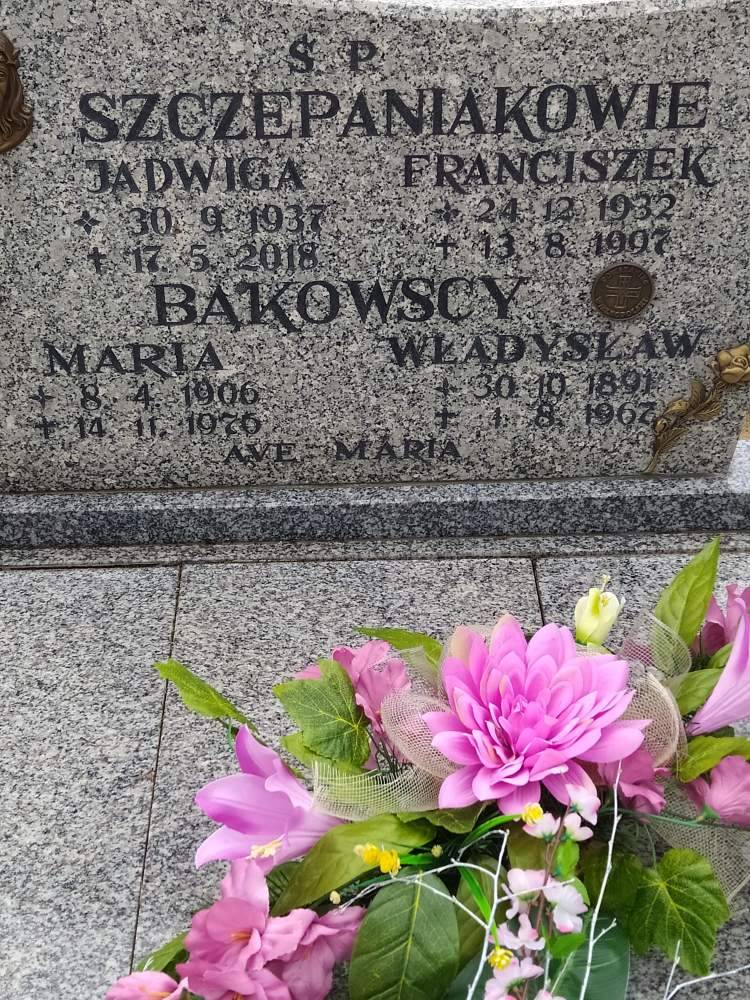 Ś P
SZCZEPANIAKOWIE
JADWIGA FRANCISZEK
30. 9. 1937 24. 12. 1932
17. 5. 2018 13. 8. 1997
BĄKOWSCY
MARIA WŁADYSŁAW
8. 4. 1906 30. 10. 1891
14. 11. 1976 1. 8. 1967
AVE MARIA